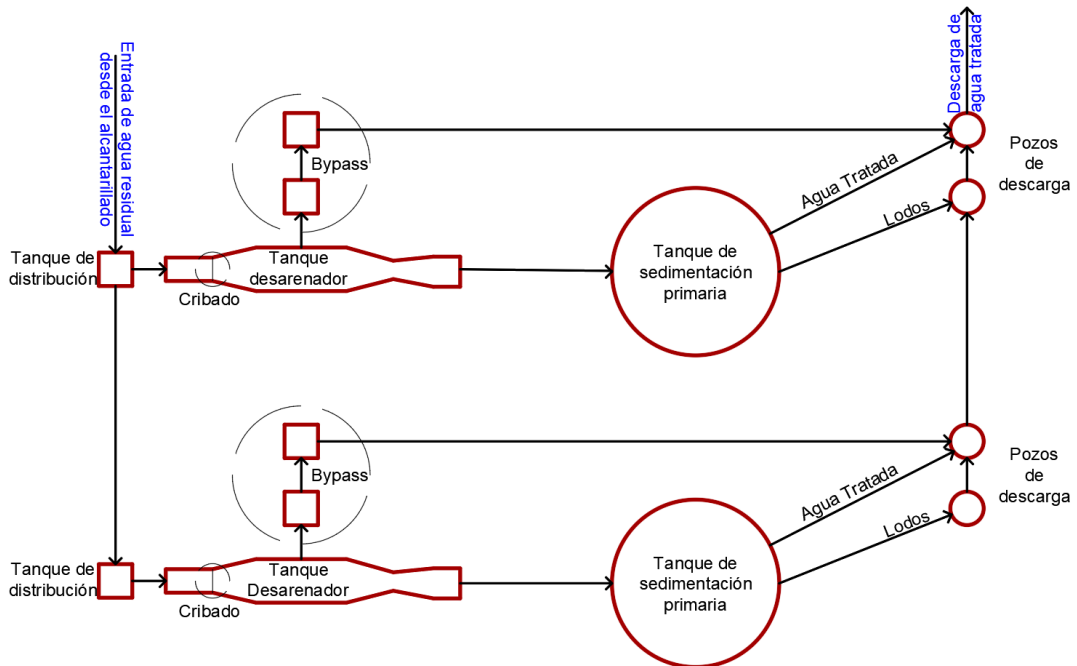 Entrada de agua residual
desde el alcantarillado
Descarga de
agua tratada
Bypass
Pozos
de
descarga
Agua Tratada
Lodos
Tanque de
distribución
Cribado
Tanque
desarenador
Tanque de
sedimentación
primaria
Bypass
Pozos
de
descarga
Agua Tratada
Lodos
Tanque de
distribución
Cribado
Tanque
Desarenador
Tanque de
sedimentación
primaria